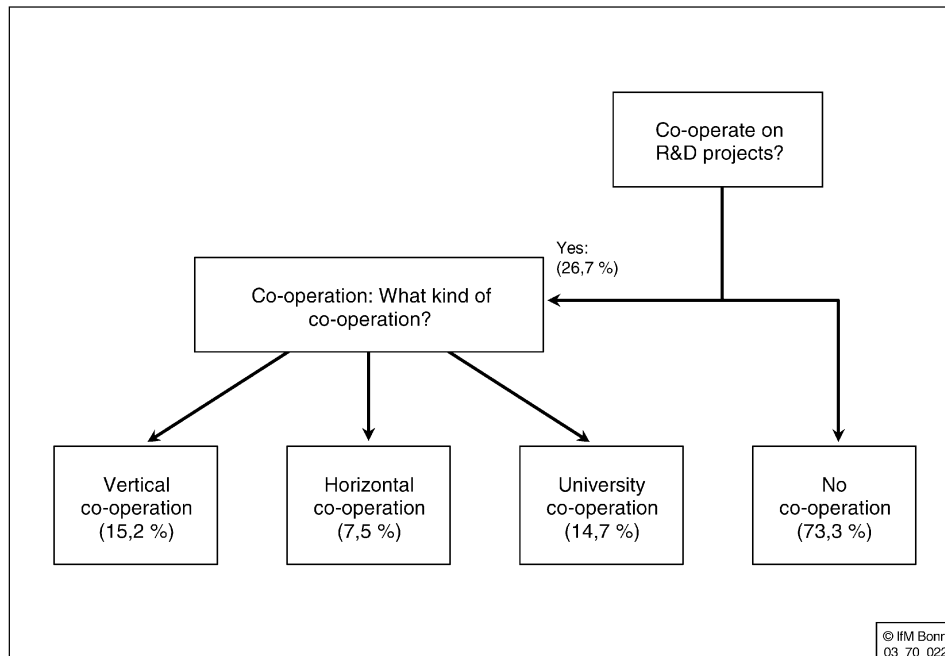 Co-operate on
R&D projects?
Yes:
(26,7 %)
Co-operation: What kind of
co-operation?
Vertical
co-operation
(15,2 %)
Horizontal
co-operation
(7,5 %)
University
co-operation
(14,7 %)
No
co-operation
(73,3 %)
© IfM Bonn
03_70_022